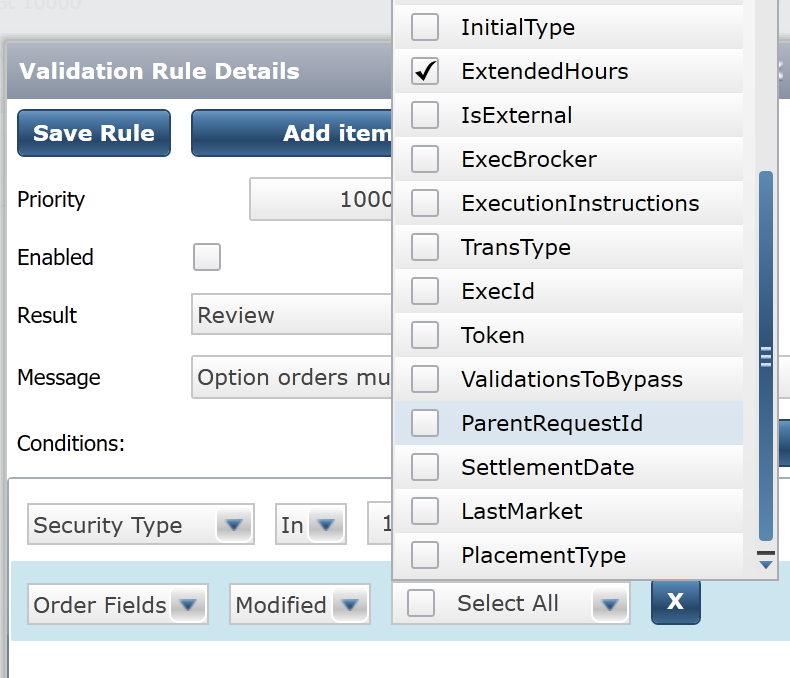 at 10000
InitialType
Validation Rule Details
ExtendedHours
Save Rule
Add item
IsExternal
ExecBrocker
Priority
1000
ExecutionInstructions
Enabled
TransType
ExecId
Result
Review
Token
Message
Option orders mu
ValidationsToBypass
Conditions:
ParentRequestId
SettlementDate
Security Type
In
1
LastMarket
PlacementType
Order Fields
Modified
Select All
X